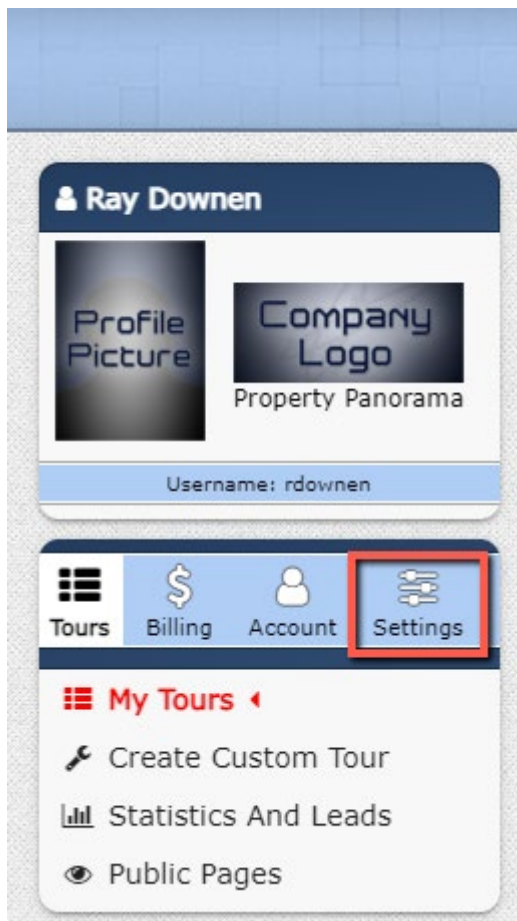 Ray Downen
Profile
Picture
Company
Logo
Property Panorama
Username: rdownen
Tours Billing Account Settings
My Tours
Create Custom Tour
Statistics And Leads
Public Pages